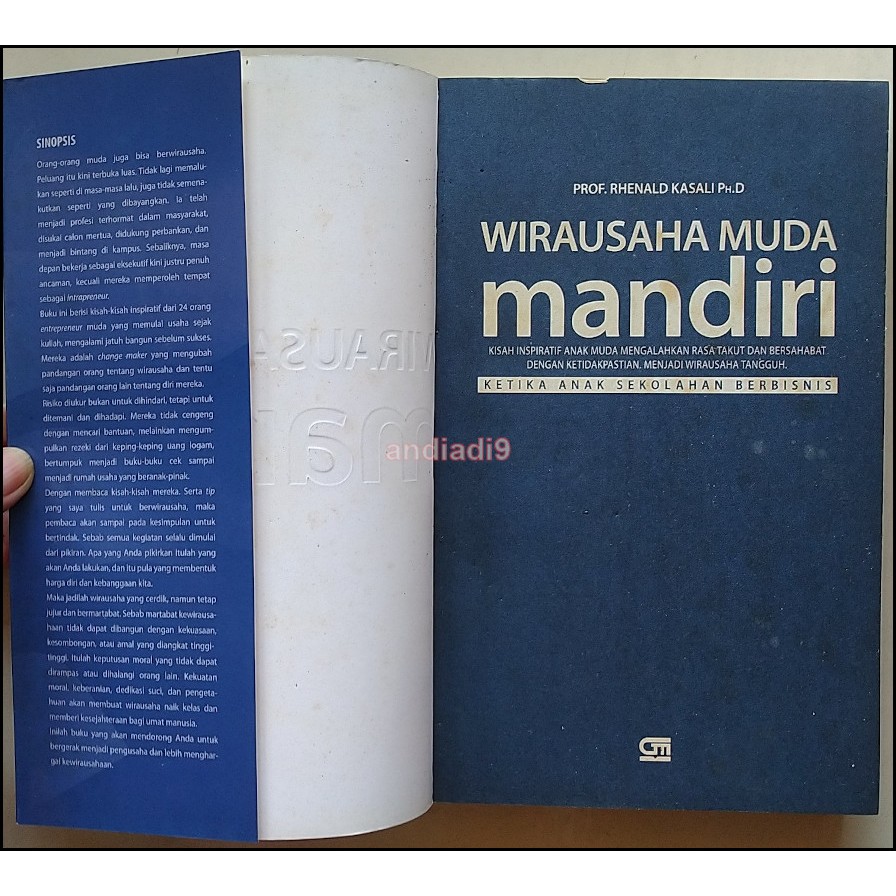 SINOPSIS
Orang-orang muda juga bisa berwirausaha.
Peluang itu kini terbuka luas. Tidak lagi memalu-
kan seperti di masa-masa lalu, juga tidak semena-
kutkan seperti yang dibayangkan. Ia telah
menjadi profesi terhormat dalam masyarakat,
disukai calon mertua, didukung perbankan, dan
menjadi bintang di kampus. Sebaliknya, masa
depan bekerja sebagai eksekutif kini justru penuh
ancaman, kecuali mereka memperoleh tempat
sebagai intrapreneur.
Buku ini berisi kisah-kisah inspiratif dari 24 orang
entrepreneur muda yang memulai usaha sejak
kuliah, mengalami jatuh bangun sebelum sukses.
Mereka adalah change maker yang mengubah
pandangan orang tentang wirausaha dan tentu
saja pandangan orang lain tentang diri mereka.
Risiko diukur bukan untuk dihindari, tetapi untuk
ditemani dan dihadapi. Mereka tidak cengeng
dengan mencari bantuan, melainkan mengum-
pulkan rezeki dari keping-keping uang logam,
bertumpuk menjadi buku-buku cek sampai
menjadi rumah usaha yang beranak-pinak.
Dengan membaca kisah-kisah mereka. Serta tip
yang saya tulis untuk berwirausaha, maka
pembaca akan sampai pada kesimpulan untuk
bertindak. Sebab semua kegiatan selalu dimulai
dari pikiran. Apa yang Anda pikirkan itulah yang
akan Anda lakukan, dan itu pula yang membentuk
harga diri dan kebanggaan kita.
Maka jadilah wirausaha yang cerdik, namun tetap
jujur dan bermartabat. Sebab martabat kewirausa-
haan tidak dapat dibangun dengan kekuasaan,
kesombongan, atau amal yang diangkat tinggi-
tinggi. Itulah keputusan moral yang tidak dapat
dirampas atau dihalangi orang lain. Kekuatan
moral, keberanian, dedikasi suci, dan pengeta-
huan akan membuat wirausaha naik kelas dan
memberi kesejahteraan bagi umat manusia.
Inilah buku yang akan mendorong Anda untuk
bergerak menjadi pengusaha dan lebih menghar-
gai kewirausahaan.
WIRAUSA
mar
andiadi9
PROF. RHENALD KASALI PH.D
WIRAUSAHA MUDA
mandiri
KISAH INSPIRATIF ANAK MUDA MENGALAHKAN RASA TAKUT DAN BERSAHABAT
DENGAN KETIDAKPASTIAN. MENJADI WIRAUSAHA TANGGUH.
KETIKA ANAK SEKOLAHAN BERBISNIS